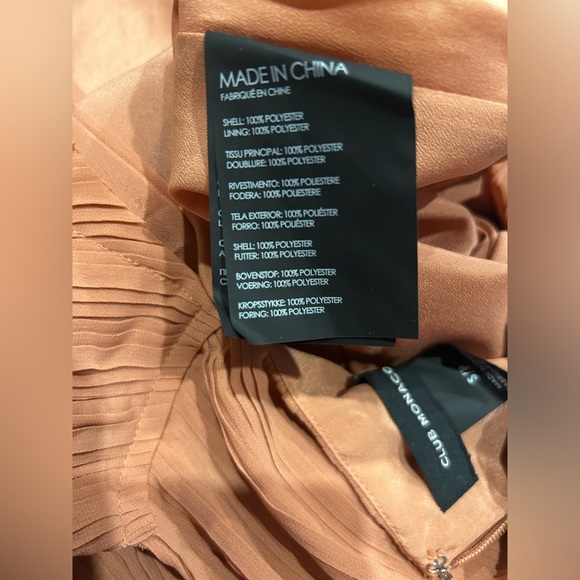 MADE IN CHINA
FABRIQUÉ EN CHINE
SHELL: 100% POLYESTER
LINING: 100% POLYESTER
TISSU PRINCIPAL: 100% POLYESTER
DOUBLURE: 100% POLYESTER
RIVESTIMENTO: 100% POLIESTERE
FODERA: 100% POLIESTERE
TELA EXTERIOR: 100% POLIÉSTER
FORRO: 100% POLIÉSTER
SHELL: 100% POLYESTER
FUTTER: 100% POLYESTER
BOVENSTOF: 100% POLYESTER
VOERING: 100% POLYESTER
KROPSSTYKKE: 100% POLYESTER
FORING: 100% POLYESTER
CLUB MONACO